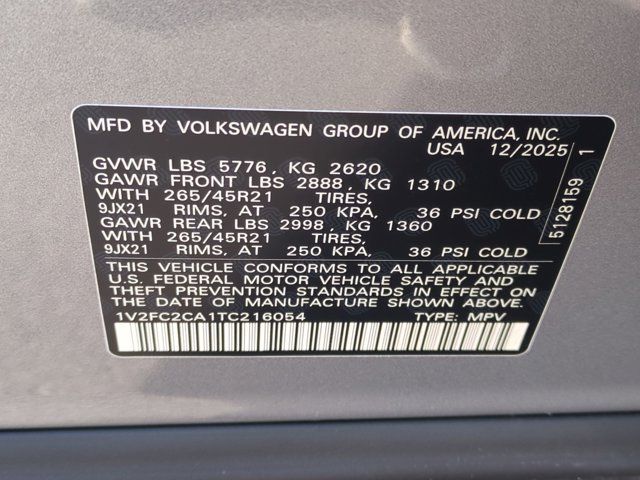 MFD BY VOLKSWAGEN GROUP OF AMERICA, INC.
USA 12/2025
GVWR LBS 5776 , KG 2620
GAWR FRONT LBS 2888 , KG 1310
WITH 265/45R21 TIRES,
9JX21 RIMS, AT 250 KPA, 36 PSI COLD
GAWR REAR LBS 2998 , KG 1360
WITH 265/45R21 TIRES,
9JX21 RIMS, AT 250 KPA, 36 PSI COLD
THIS VEHICLE CONFORMS TO ALL APPLICABLE
U.S. FEDERAL MOTOR VEHICLE SAFETY AND
THEFT PREVENTION STANDARDS IN EFFECT ON
THE DATE OF MANUFACTURE SHOWN ABOVE.
1V2FC2CA1TC216054 TYPE: MPV
6128159 1